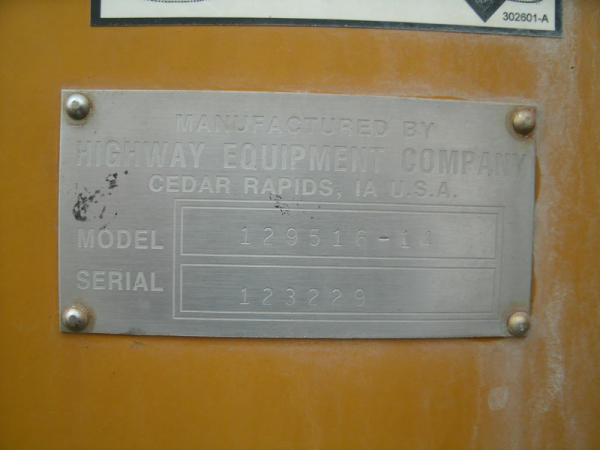 302601-A
MANUFACTURED BY
HIGHWAY EQUIPMENT COMPANY
CEDAR RAPIDS, IA U.S.A.
MODEL 129516-14
SERIAL 123229